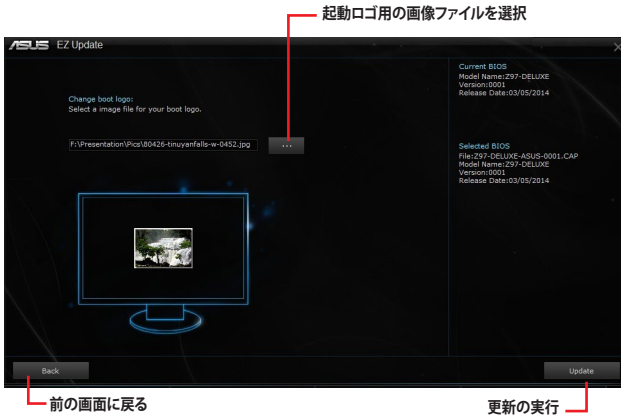 起動ロゴ用の画像ファイルを選択
ASUS EZ Update
Current BIOS
Model Name:Z97-DELUXE
Version:0001
Release Date:03/05/2014
Change boot logo:
Select a image file for your boot logo.
F:\Presentation\Pics\80426-tinuyanfalls-w-0452.jpg
...
Selected BIOS
File:Z97-DELUXE-ASUS-0001.CAP
Model Name:Z97-DELUXE
Version:0001
Release Date:03/05/2014
Back
Update
前の画面に戻る
更新の実行